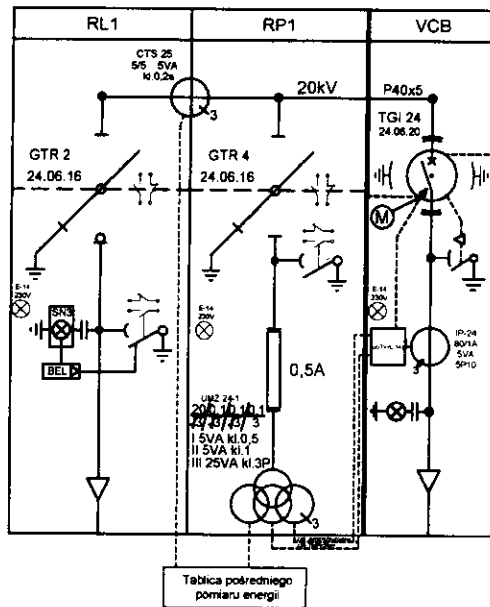 RL1
RP1
VCB
CTS 25
5/5 5VA
kl.0,2s
3
20kV
P40x5
TGI 24
24.06.20
GTR 2
24.06.16
GTR 4
24.06.16
M
E-14
230V
SN3
BEL
E-14
230V
0,5A
E-14
230V
3
IP-24
80/1A
5VA
5P10
UMZ 24-1
I 5VA kl.0,5
II 5VA kl.1
III 25VA kl.3P
3
Tablica pośredniego
pomiaru energii